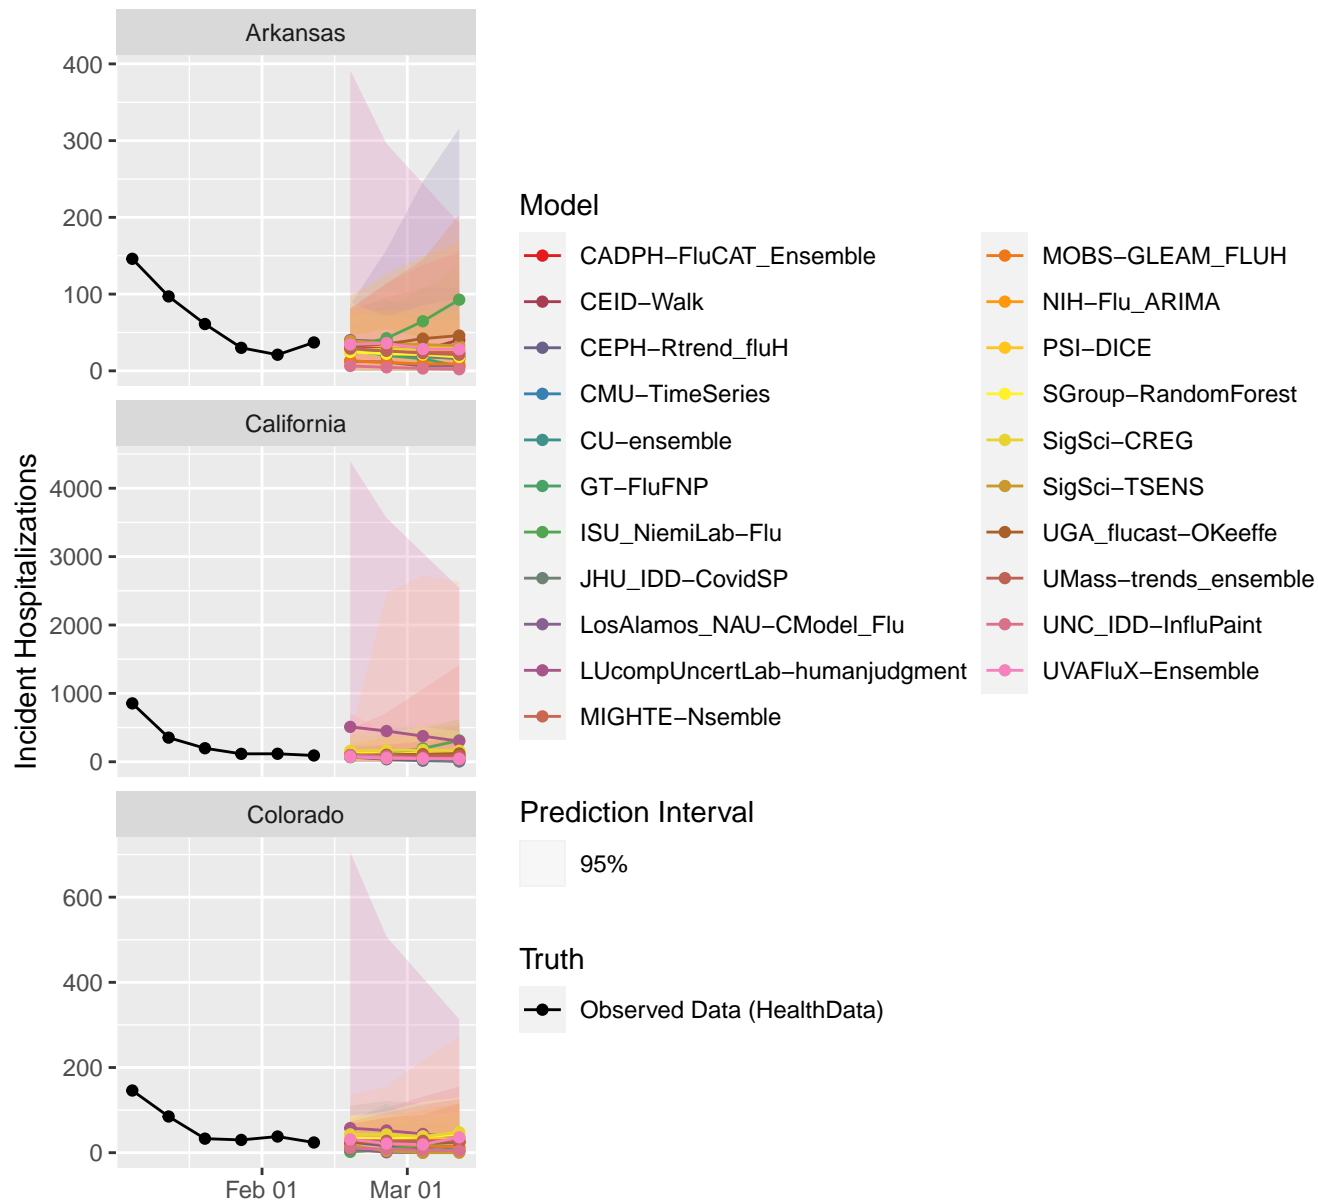 Arkansas
400
300
200
100
0
California
4000
3000
2000
1000
0
Colorado
600
400
200
0
Feb 01
Mar 01
Incident Hospitalizations
Model
CADPH−FluCAT_Ensemble
CEID−Walk
CEPH−Rtrend_fluH
CMU−TimeSeries
CU−ensemble
GT−FluFNP
ISU_NiemiLab−Flu
JHU_IDD−CovidSP
LosAlamos_NAU−CModel_Flu
LUcompUncertLab−humanjudgment
MIGHTE−Nsemble
MOBS−GLEAM_FLUH
NIH−Flu_ARIMA
PSI−DICE
SGroup−RandomForest
SigSci−CREG
SigSci−TSENS
UGA_flucast−OKeeffe
UMass−trends_ensemble
UNC_IDD−InfluPaint
UVAFluX−Ensemble
Prediction Interval
95%
Truth
Observed Data (HealthData)